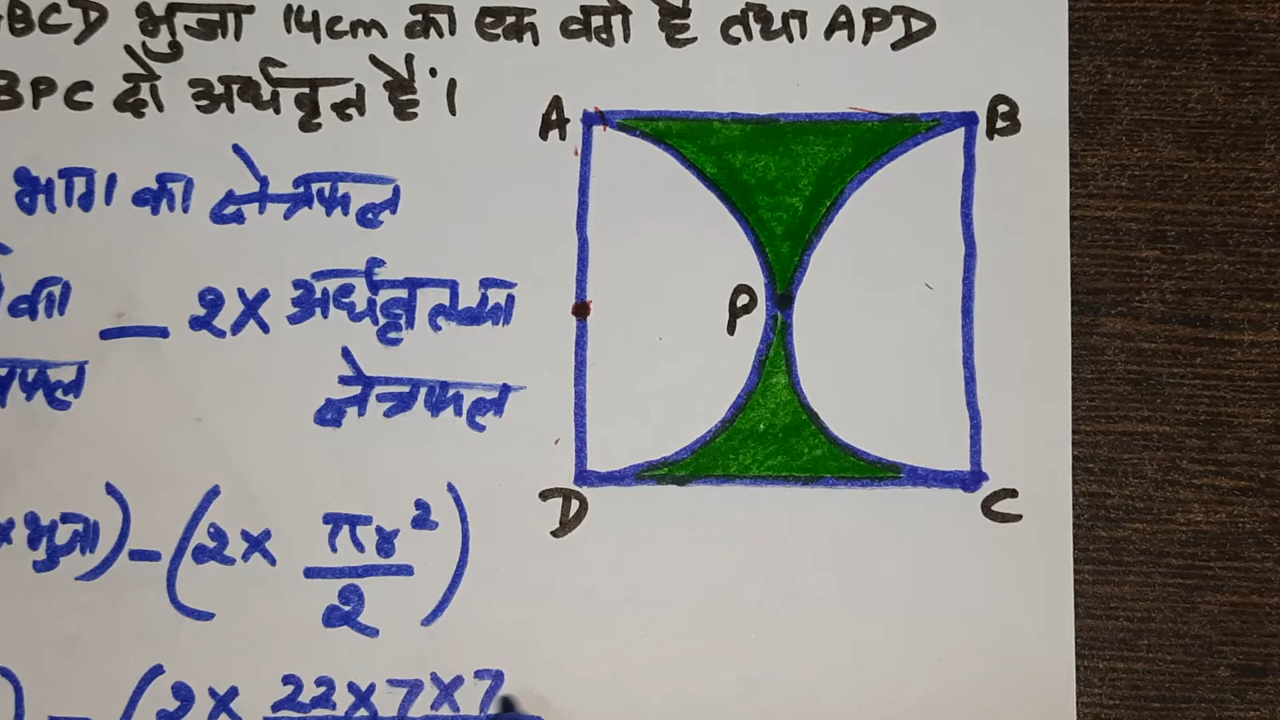 BCD भुजा 14cm का एक वर्ग है तथा APD
BPC दो अर्धवृत्त हैं।
A B
भाग का क्षेत्रफल
- 2× अर्धवृत्त का
P
क्षेत्रफल
D C
×भुजा) - (2× πr²/2)
) - (2× 22×7×7